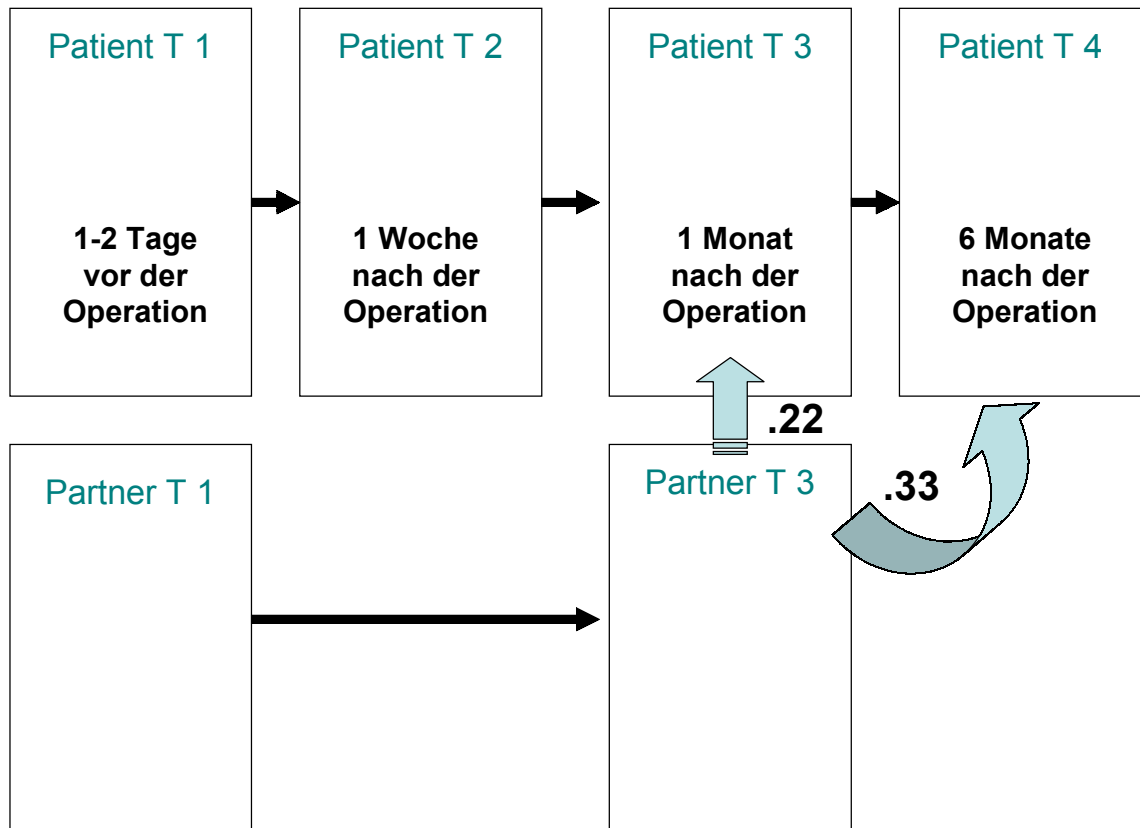 Patient T 1
1-2 Tage
vor der
Operation
Patient T 2
1 Woche
nach der
Operation
Patient T 3
1 Monat
nach der
Operation
Patient T 4
6 Monate
nach der
Operation
.22
Partner T 1
Partner T 3
.33